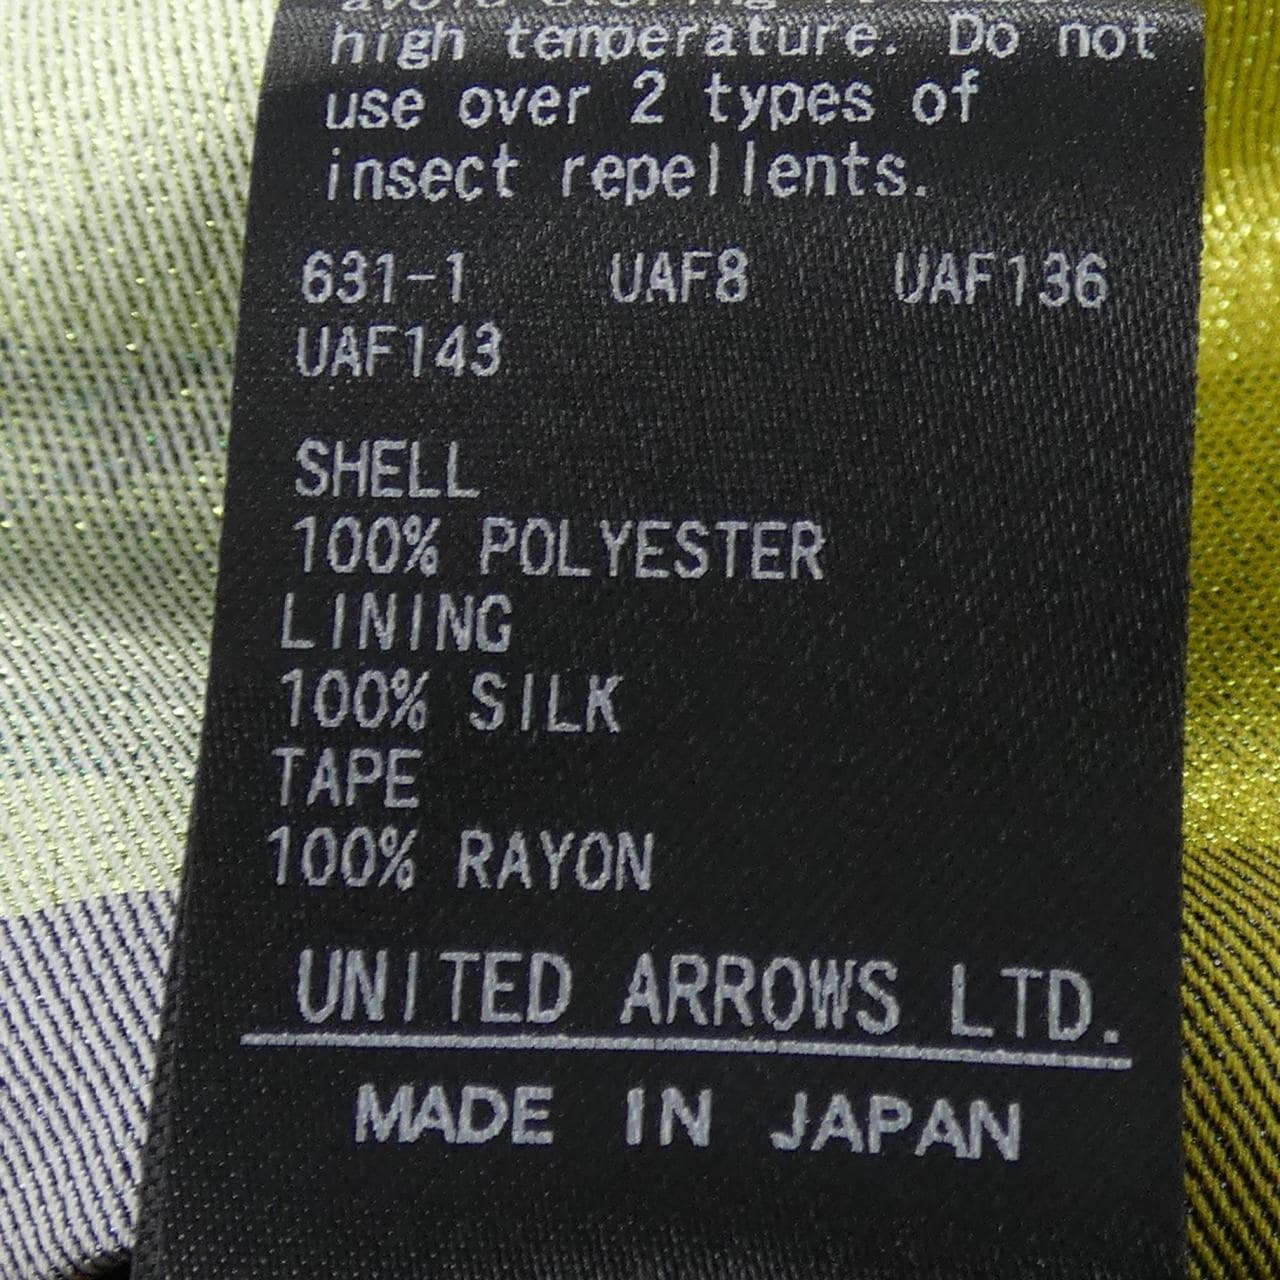 high temperature. Do not
use over 2 types of
insect repellents.
631-1 UAF8 UAF136
UAF143
SHELL
100% POLYESTER
LINING
100% SILK
TAPE
100% RAYON
UNITED ARROWS LTD.
MADE IN JAPAN